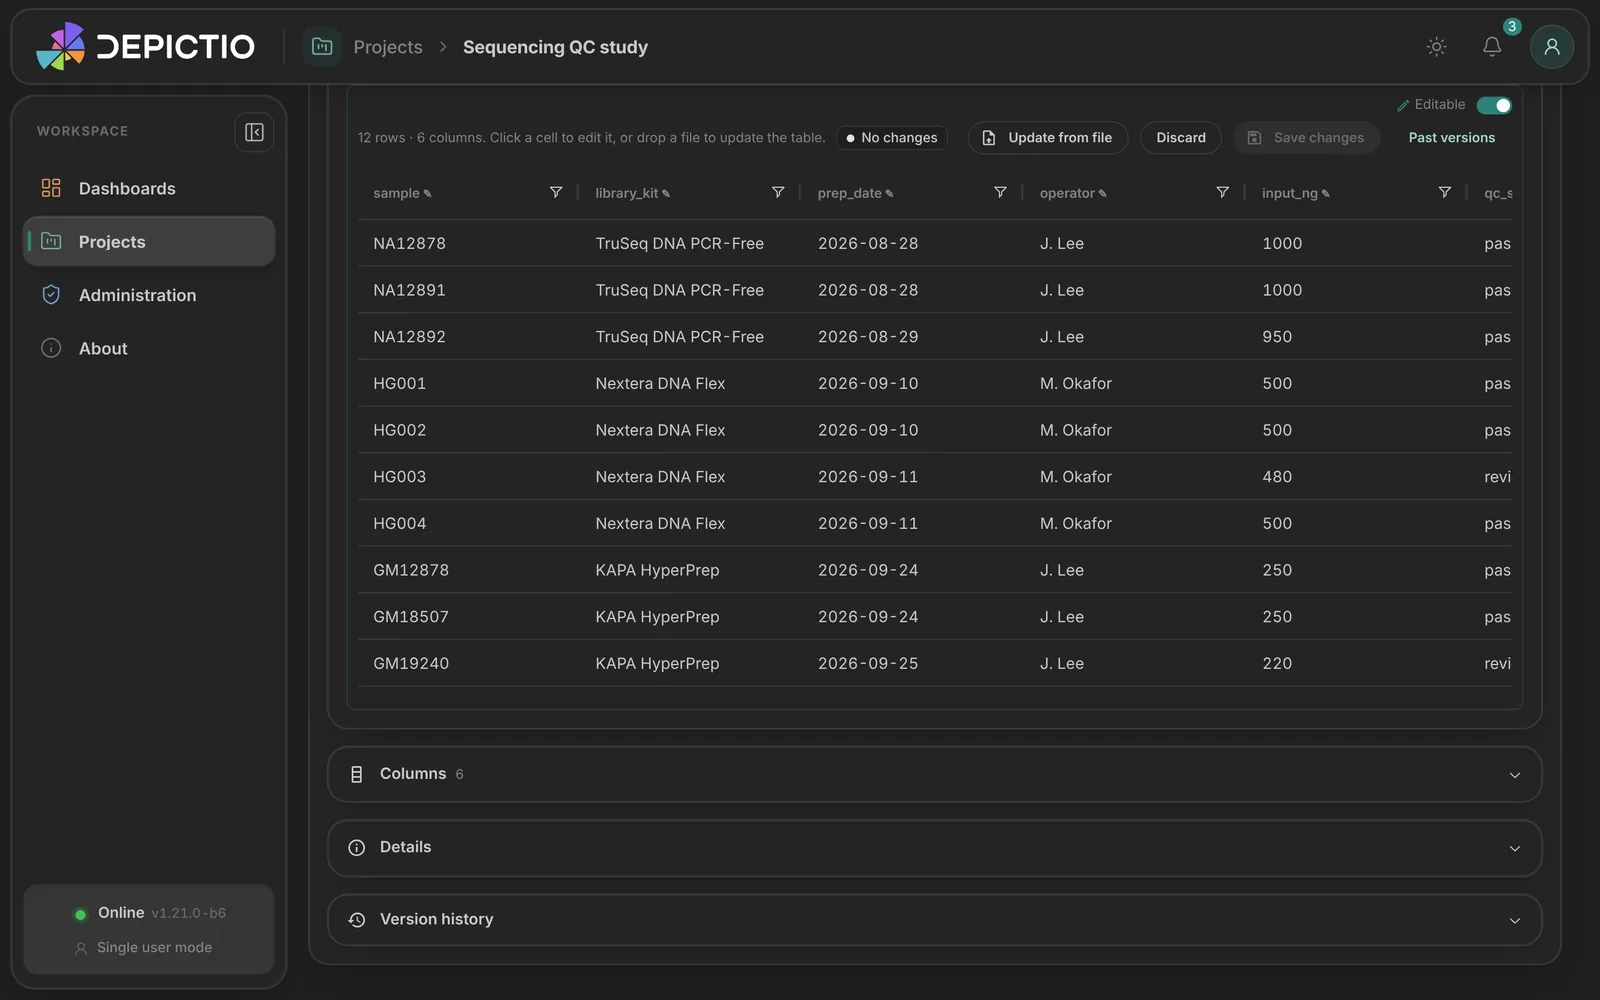 DEPICTIO
Projects > Sequencing QC study
3
WORKSPACE
Dashboards
Projects
Administration
About
Online v1.21.0-b6
Single user mode
Editable
12 rows · 6 columns. Click a cell to edit it, or drop a file to update the table.
No changes
Update from file
Discard
Save changes
Past versions
sample library_kit prep_date operator input_ng qc_s
NA12878 TruSeq DNA PCR-Free 2026-08-28 J. Lee 1000 pas
NA12891 TruSeq DNA PCR-Free 2026-08-28 J. Lee 1000 pas
NA12892 TruSeq DNA PCR-Free 2026-08-29 J. Lee 950 pas
HG001 Nextera DNA Flex 2026-09-10 M. Okafor 500 pas
HG002 Nextera DNA Flex 2026-09-10 M. Okafor 500 pas
HG003 Nextera DNA Flex 2026-09-11 M. Okafor 480 revi
HG004 Nextera DNA Flex 2026-09-11 M. Okafor 500 pas
GM12878 KAPA HyperPrep 2026-09-24 J. Lee 250 pas
GM18507 KAPA HyperPrep 2026-09-24 J. Lee 250 pas
GM19240 KAPA HyperPrep 2026-09-25 J. Lee 220 revi
Columns 6
Details
Version history